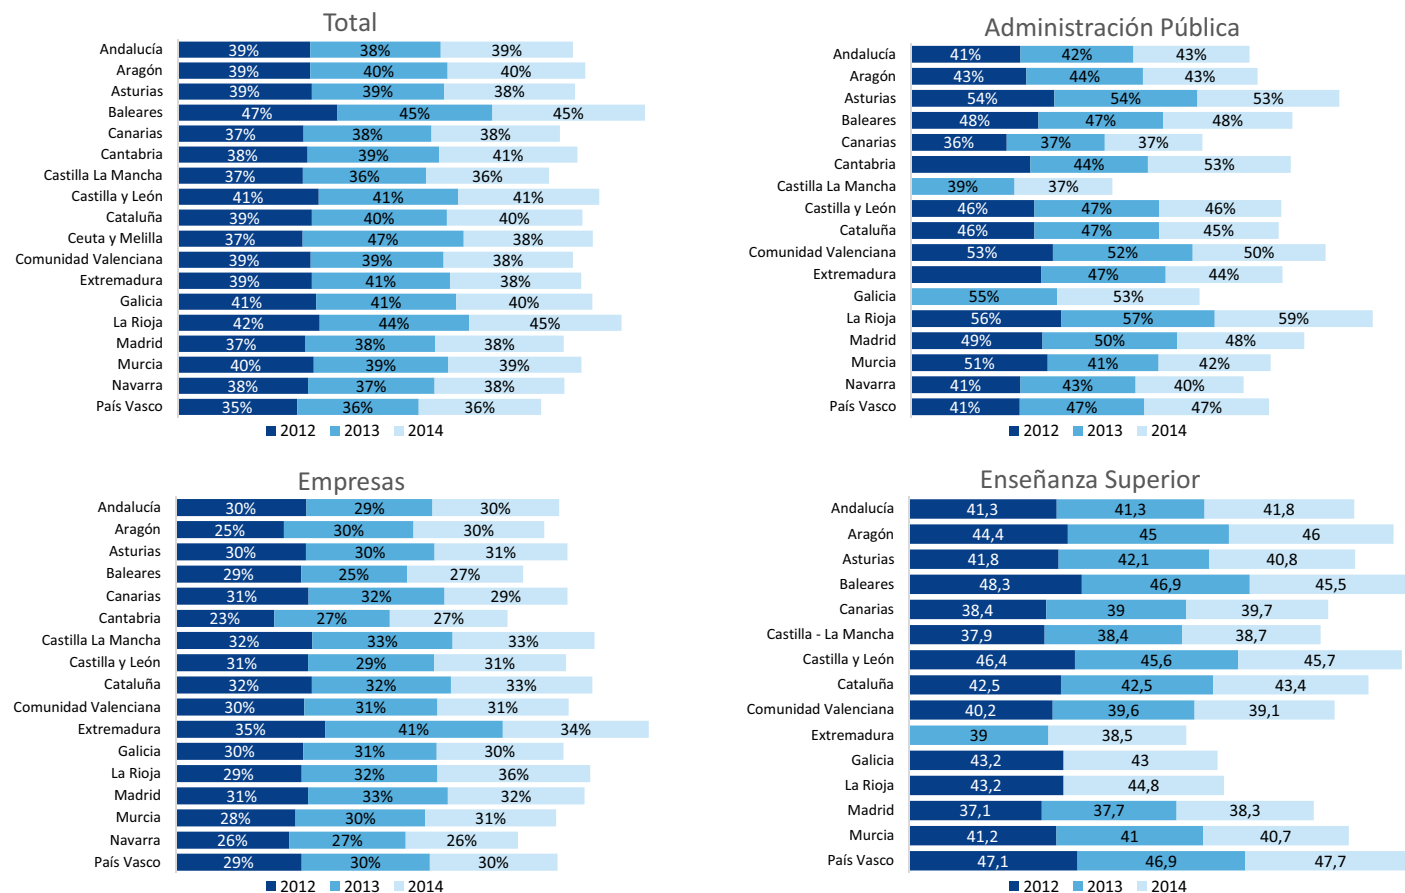 Total
Andalucía 39% 38% 39%
Aragón 39% 40% 40%
Asturias 39% 39% 38%
Baleares 47% 45% 45%
Canarias 37% 38% 38%
Cantabria 38% 39% 41%
Castilla La Mancha 37% 36% 36%
Castilla y León 41% 41% 41%
Cataluña 39% 40% 40%
Ceuta y Melilla 37% 47% 38%
Comunidad Valenciana 39% 39% 38%
Extremadura 39% 41% 38%
Galicia 41% 41% 40%
La Rioja 42% 44% 45%
Madrid 37% 38% 38%
Murcia 40% 39% 39%
Navarra 38% 37% 38%
País Vasco 35% 36% 36%
2012 2013 2014
Administración Pública
Andalucía 41% 42% 43%
Aragón 43% 44% 43%
Asturias 54% 54% 53%
Baleares 48% 47% 48%
Canarias 36% 37% 37%
Cantabria 44% 53%
Castilla La Mancha 39% 37%
Castilla y León 46% 47% 46%
Cataluña 46% 47% 45%
Comunidad Valenciana 53% 52% 50%
Extremadura 47% 44%
Galicia 55% 53%
La Rioja 56% 57% 59%
Madrid 49% 50% 48%
Murcia 51% 41% 42%
Navarra 41% 43% 40%
País Vasco 41% 47% 47%
2012 2013 2014
Empresas
Andalucía 30% 29% 30%
Aragón 25% 30% 30%
Asturias 30% 30% 31%
Baleares 29% 25% 27%
Canarias 31% 32% 29%
Cantabria 23% 27% 27%
Castilla La Mancha 32% 33% 33%
Castilla y León 31% 29% 31%
Cataluña 32% 32% 33%
Comunidad Valenciana 30% 31% 31%
Extremadura 35% 41% 34%
Galicia 30% 31% 30%
La Rioja 29% 32% 36%
Madrid 31% 33% 32%
Murcia 28% 30% 31%
Navarra 26% 27% 26%
País Vasco 29% 30% 30%
2012 2013 2014
Enseñanza Superior
Andalucía 41,3 41,3 41,8
Aragón 44,4 45 46
Asturias 41,8 42,1 40,8
Baleares 48,3 46,9 45,5
Canarias 38,4 39 39,7
Castilla - La Mancha 37,9 38,4 38,7
Castilla y León 46,4 45,6 45,7
Cataluña 42,5 42,5 43,4
Comunidad Valenciana 40,2 39,6 39,1
Extremadura 39 38,5
Galicia 43,2 43
La Rioja 43,2 44,8
Madrid 37,1 37,7 38,3
Murcia 41,2 41 40,7
País Vasco 47,1 46,9 47,7
2012 2013 2014